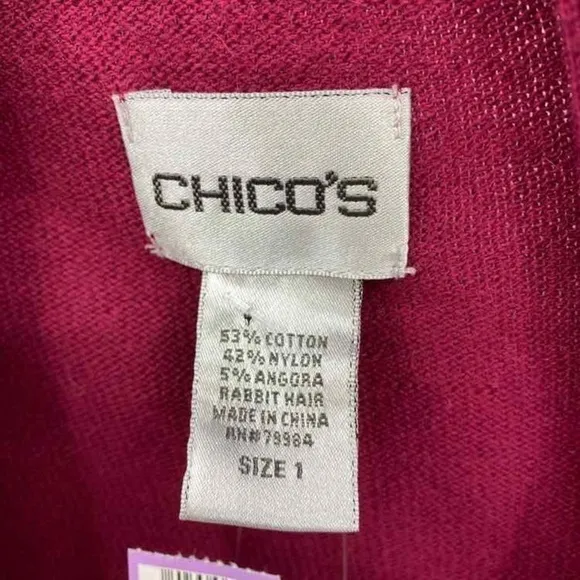 CHICO'S
53% COTTON
42% NYLON
5% ANGORA
RABBIT HAIR
MADE IN CHINA
RN# 79984
SIZE 1